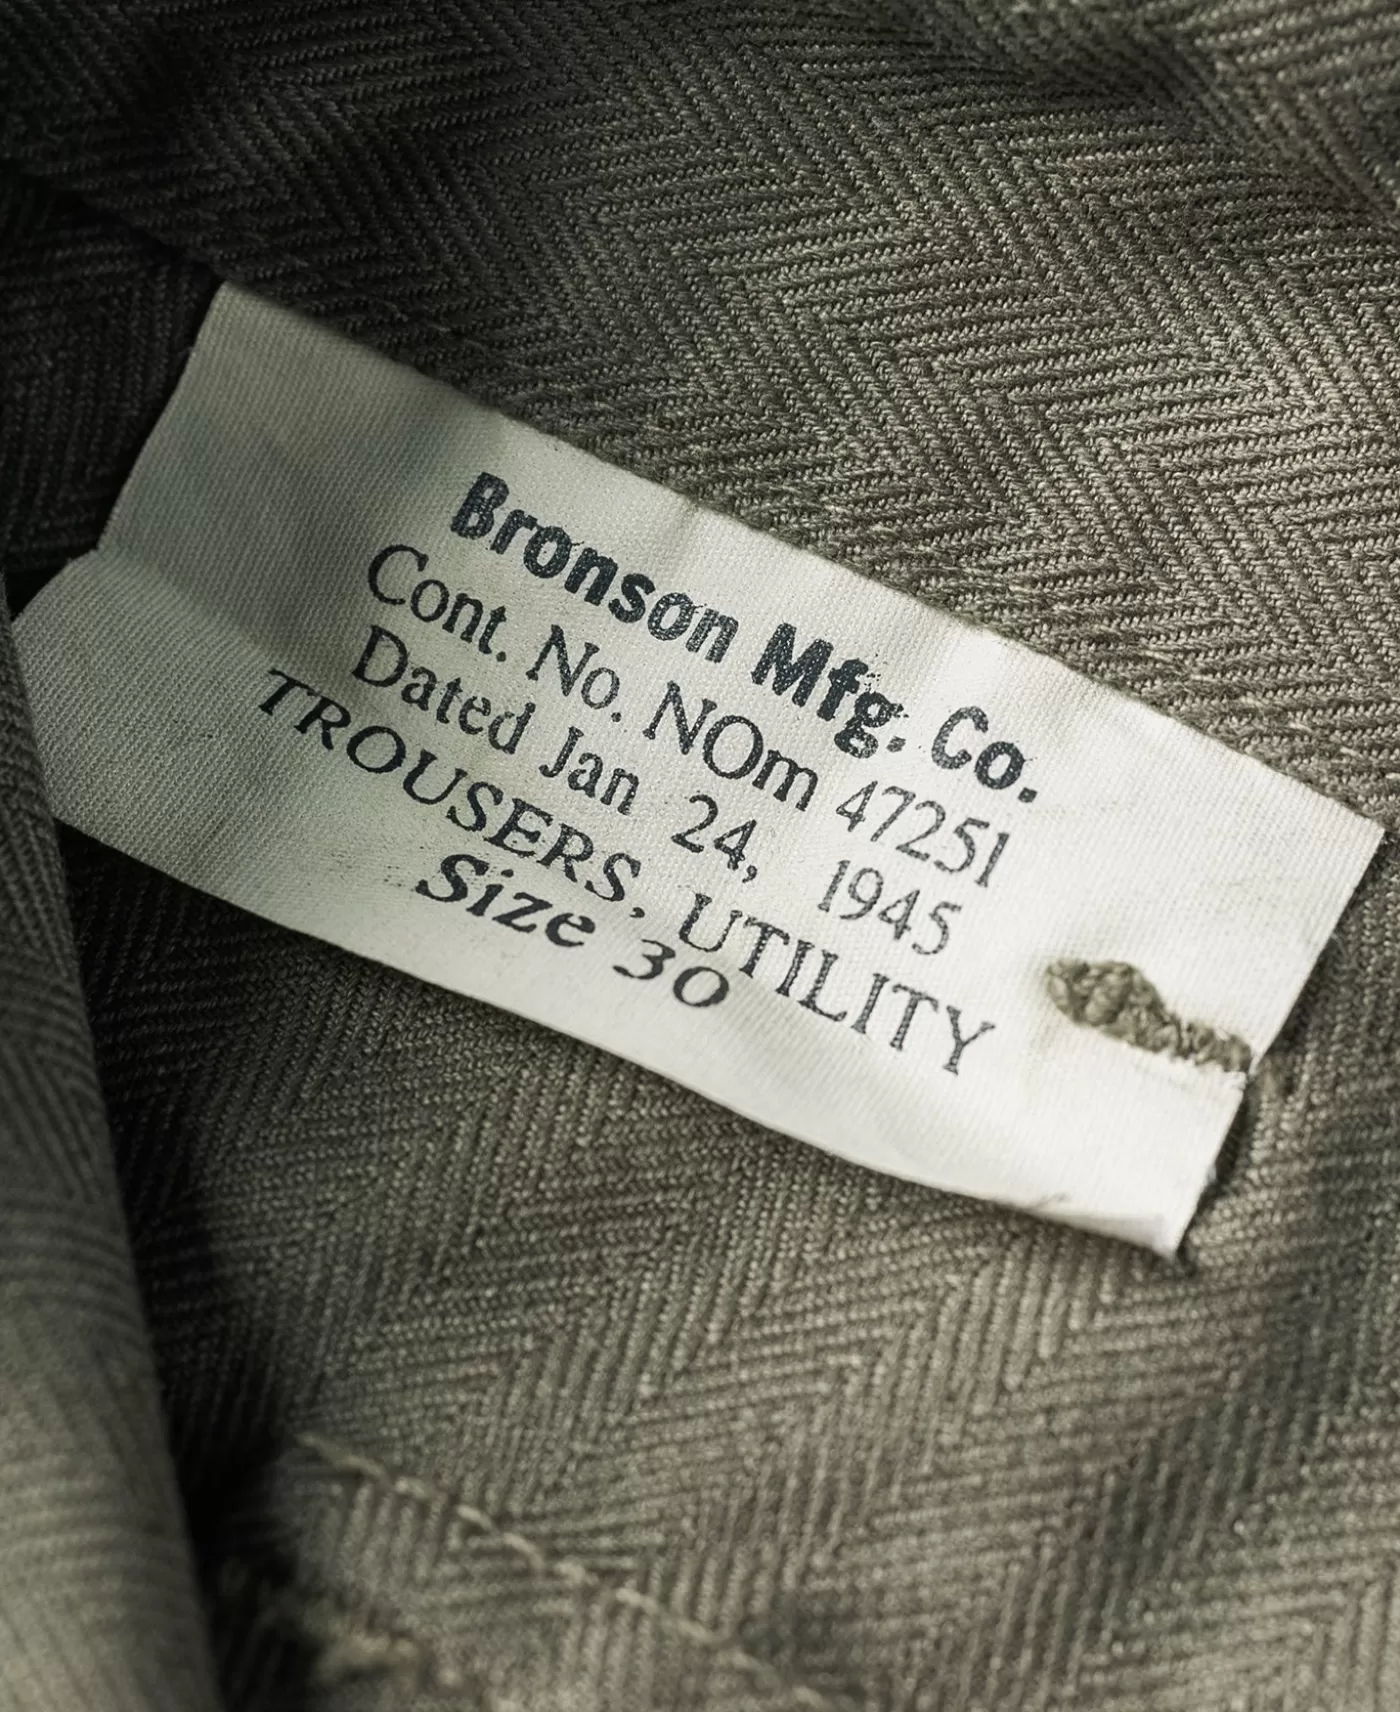 Bronson Mfg. Co.
Cont. No. NOm 47251
Dated Jan 24, 1945
TROUSERS, UTILITY
Size 30